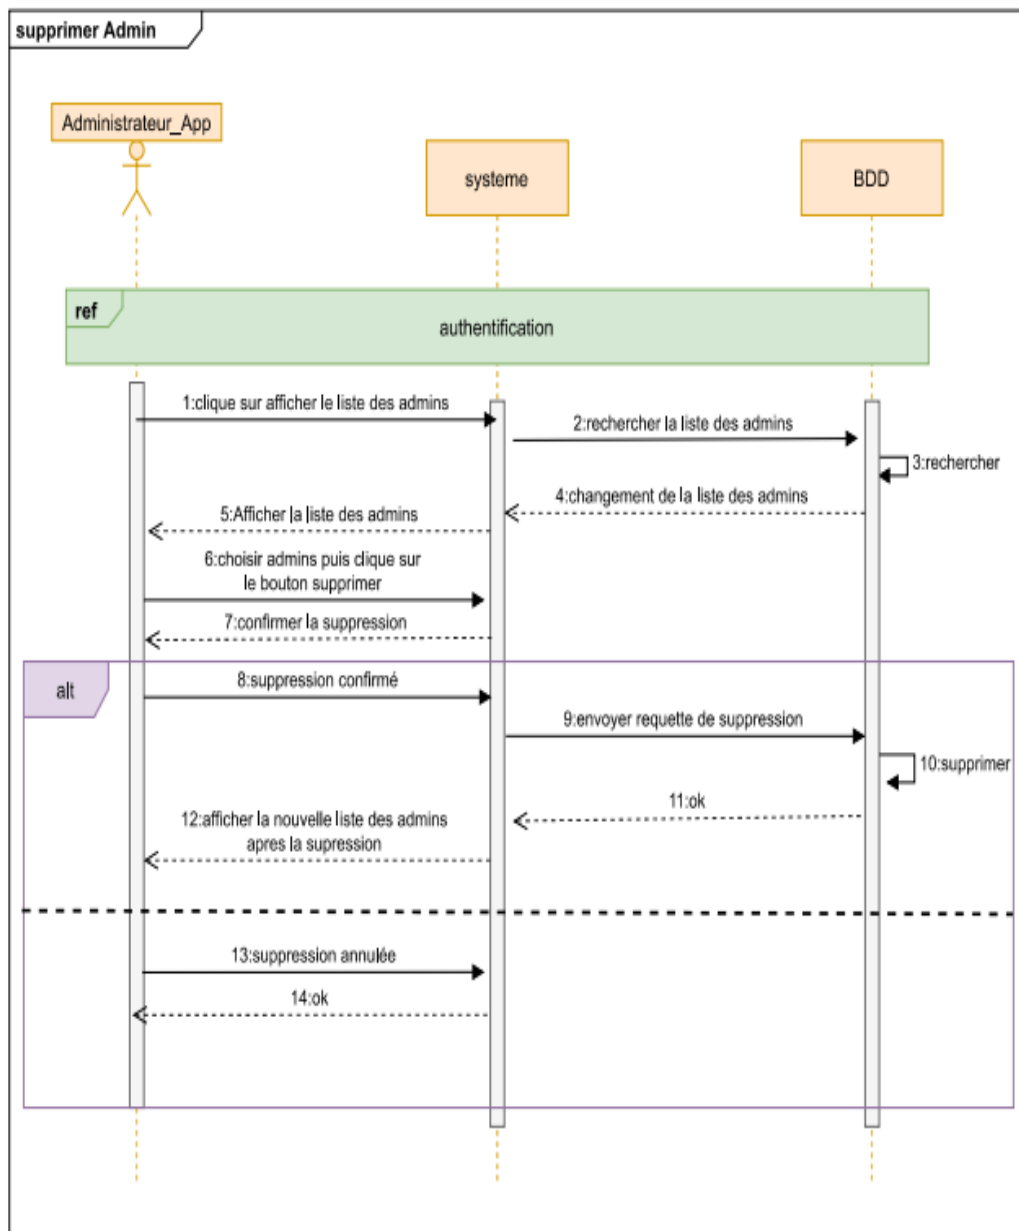 supprimer Admin
Administrateur_App
systeme
BDD
ref
authentification
1:clique sur afficher le liste des admins
2:rechercher la liste des admins
3:rechercher
4:changement de la liste des admins
5:Afficher la liste des admins
6:choisir admins puis clique sur
le bouton supprimer
7:confirmer la suppression
alt
8:suppression confirmé
9:envoyer requette de suppression
10:supprimer
11:ok
12:afficher la nouvelle liste des admins
apres la supression
13:suppression annulée
14:ok